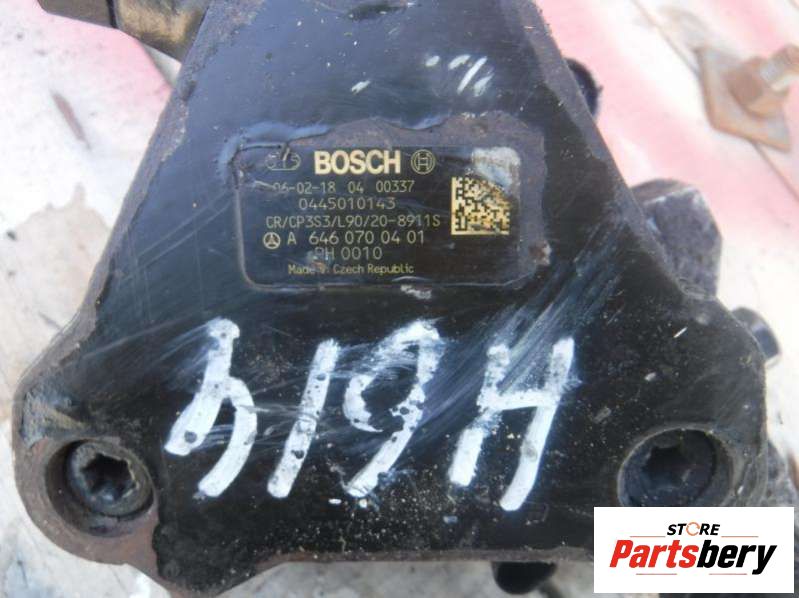 BOSCH
06-02-18 04 00337
0445010143
CR/CP3S3/L90/20-8911S
A 646 070 04 01
PH 0010
Made in Czech Republic
H619
STORE
Partsbery